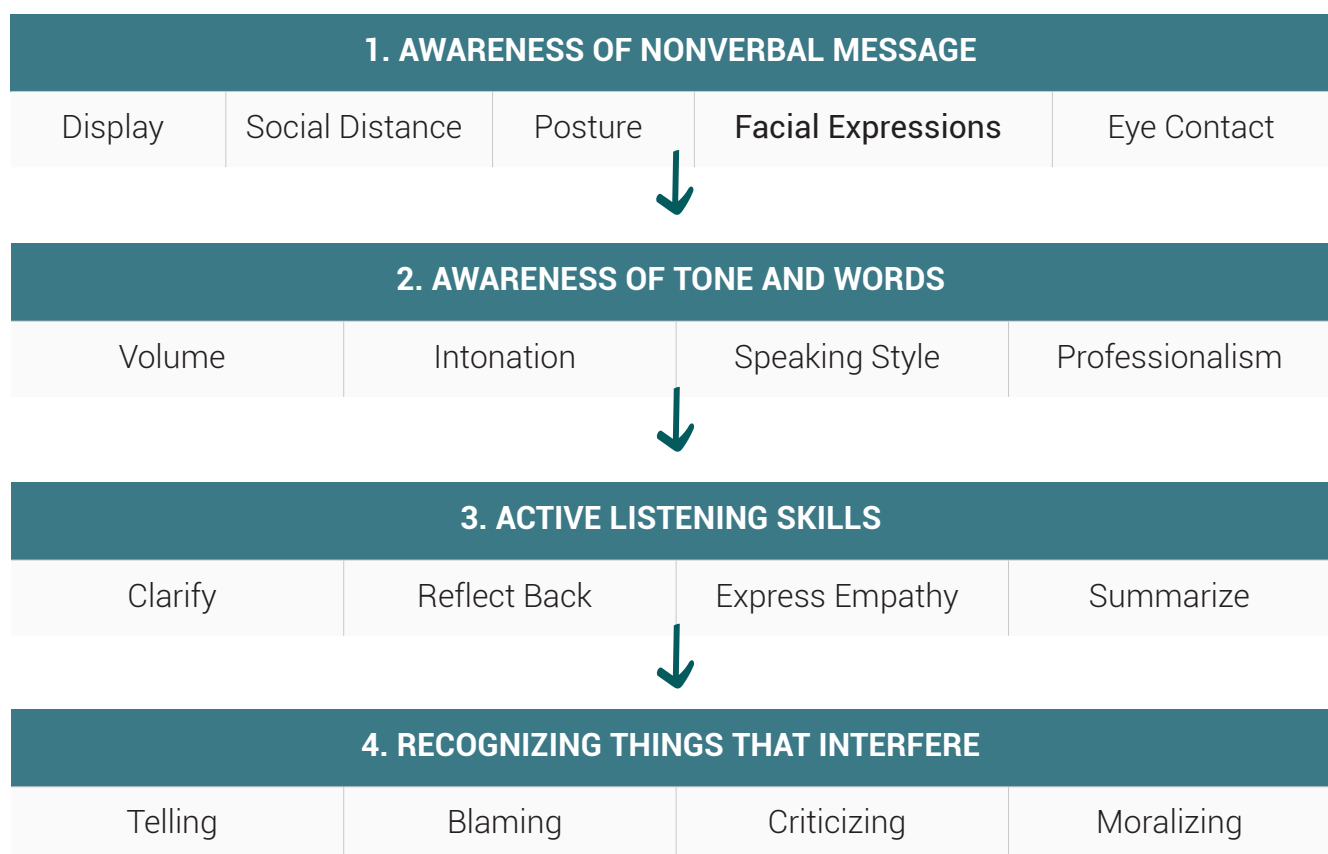 1. AWARENESS OF NONVERBAL MESSAGE
Display Social Distance Posture Facial Expressions Eye Contact
2. AWARENESS OF TONE AND WORDS
Volume Intonation Speaking Style Professionalism
3. ACTIVE LISTENING SKILLS
Clarify Reflect Back Express Empathy Summarize
4. RECOGNIZING THINGS THAT INTERFERE
Telling Blaming Criticizing Moralizing